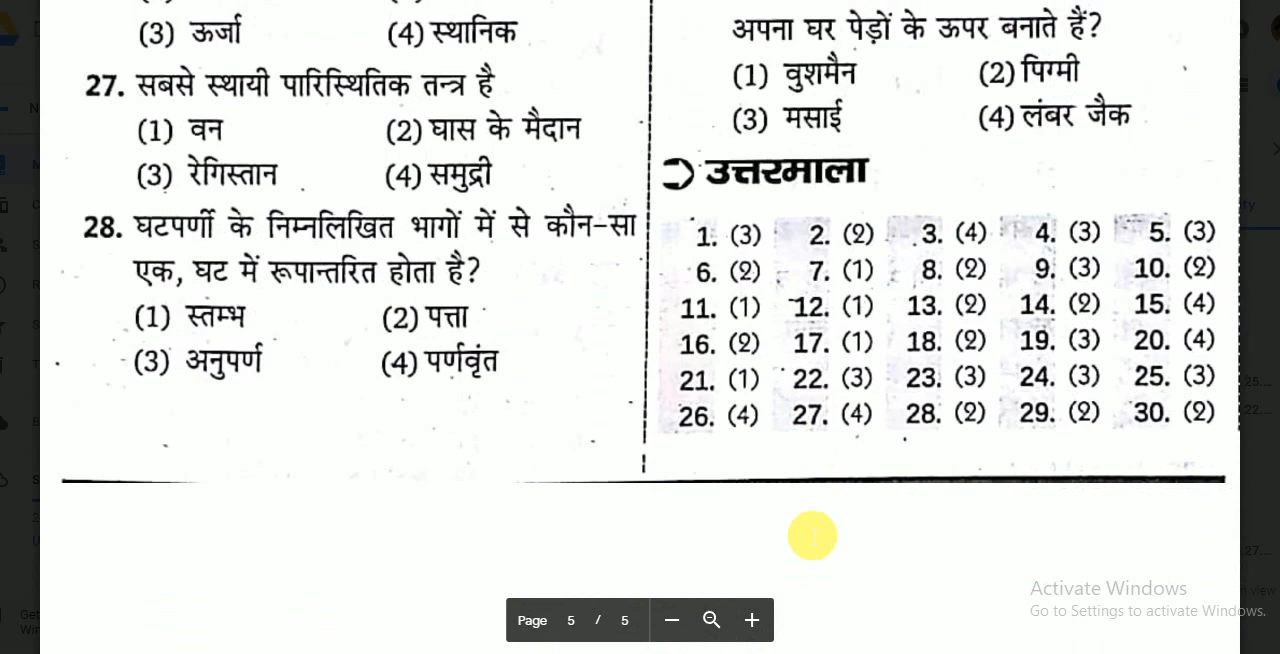 (3) ऊर्जा
(4) स्थानिक
27. सबसे स्थायी पारिस्थितिक तन्त्र है
(1) वन
(2) घास के मैदान
(3) रेगिस्तान
(4) समुद्री
28. घटपर्णी के निम्नलिखित भागों में से कौन-सा
एक, घट में रूपान्तरित होता है?
(1) स्तम्भ
(2) पत्ता
(3) अनुपर्ण
(4) पर्णवृंत
अपना घर पेड़ों के ऊपर बनाते हैं?
(1) वुशमैन
(2) पिग्मी
(3) मसाई
(4) लंबर जैक
उत्तरमाला
1. (3) 2. (2) 3. (4) 4. (3) 5. (3)
6. (2) 7. (1) 8. (2) 9. (3) 10. (2)
11. (1) 12. (1) 13. (2) 14. (2) 15. (4)
16. (2) 17. (1) 18. (2) 19. (3) 20. (4)
21. (1) 22. (3) 23. (3) 24. (3) 25. (3)
26. (4) 27. (4) 28. (2) 29. (2) 30. (2)
Activate Windows
Go to Settings to activate Windows.
Page 5 / 5